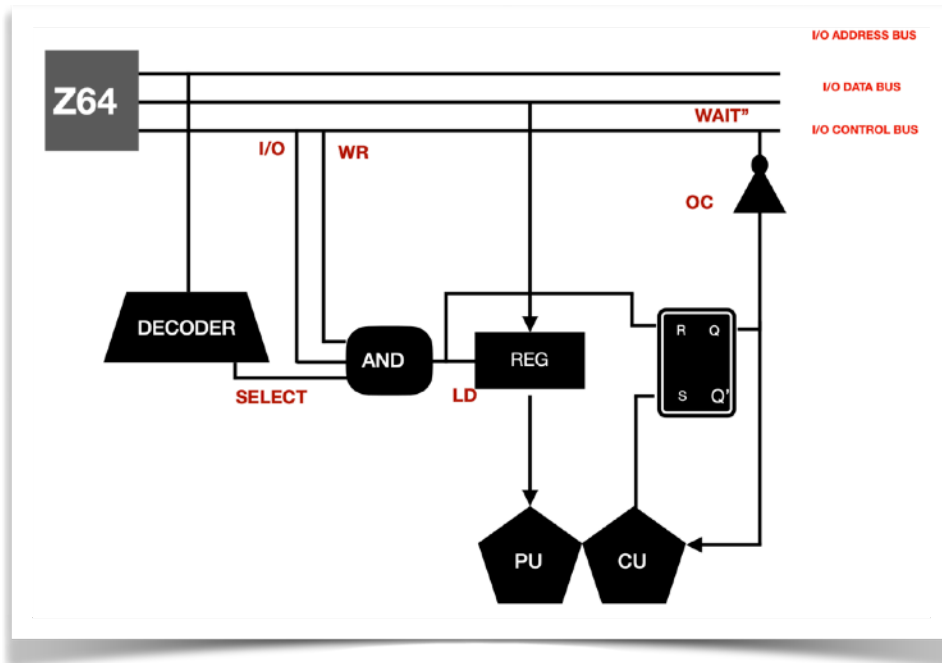 I/O ADDRESS BUS
Z64
I/O DATA BUS
WAIT”
I/O CONTROL BUS
I/O
WR
OC
DECODER
AND
REG
R Q
SELECT
LD
S Q'
PU
CU